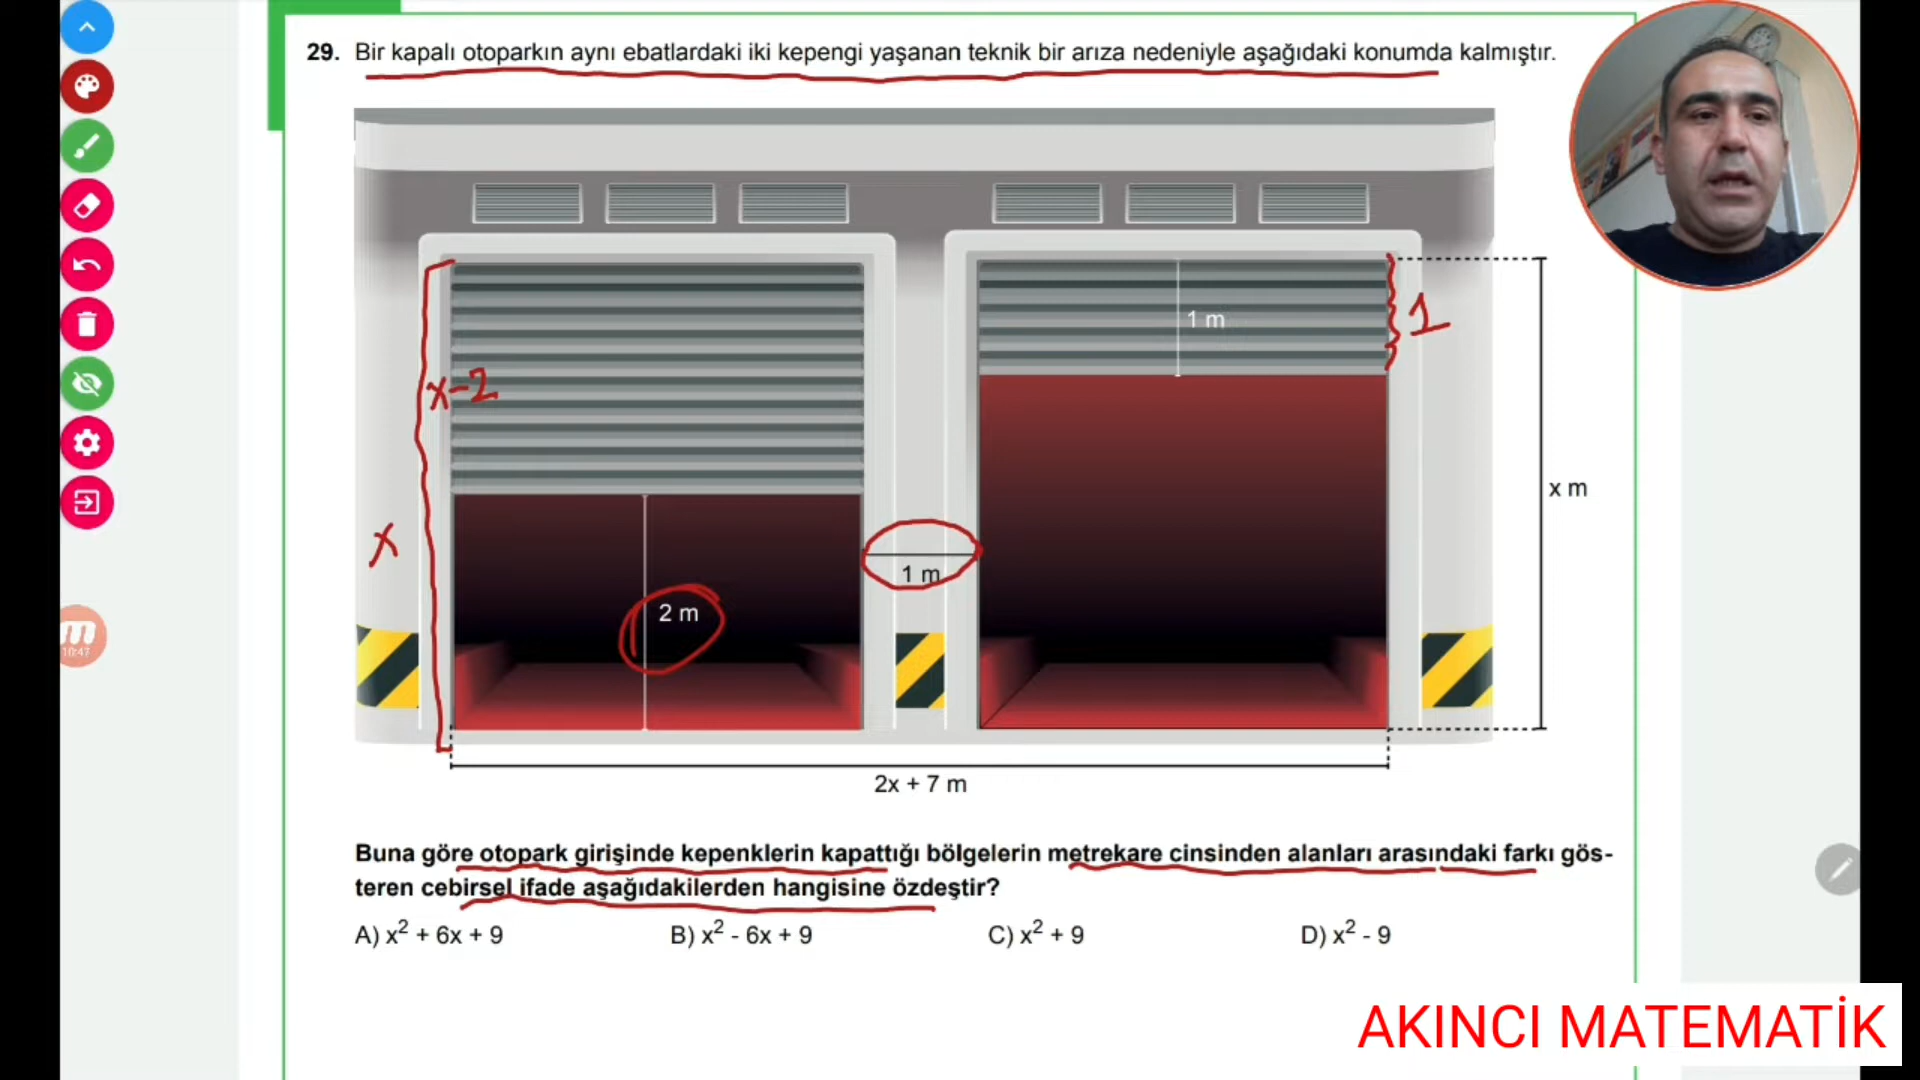 29. Bir kapalı otoparkın aynı ebatlardaki iki kepengi yaşanan teknik bir arıza nedeniyle aşağıdaki konumda kalmıştır.
1 m
1
x-2
x m
x
1 m
2 m
10:47
2x + 7 m
Buna göre otopark girişinde kepenklerin kapattığı bölgelerin metrekare cinsinden alanları arasındaki farkı gös-
teren cebirsel ifade aşağıdakilerden hangisine özdeştir?
A) x² + 6x + 9 B) x² - 6x + 9 C) x² + 9 D) x² - 9
AKINCI MATEMATİK